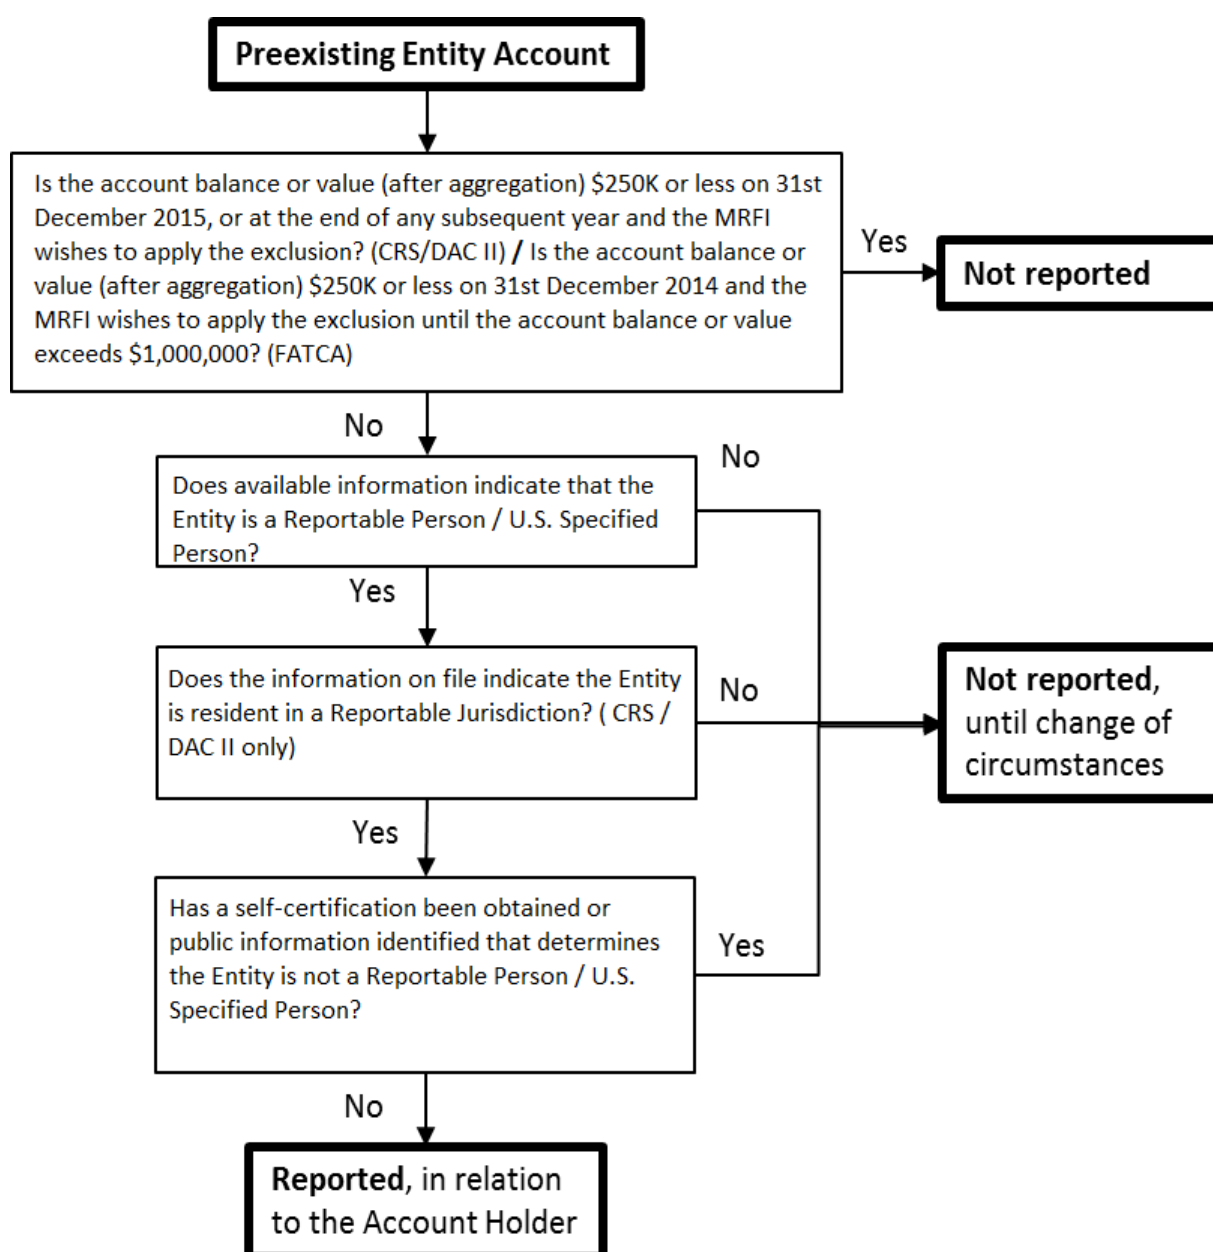 Preexisting Entity Account
Is the account balance or value (after aggregation) $250K or less on 31st
December 2015, or at the end of any subsequent year and the MRFI
wishes to apply the exclusion? (CRS/DAC II) / Is the account balance or
value (after aggregation) $250K or less on 31st December 2014 and the
MRFI wishes to apply the exclusion until the account balance or value
exceeds $1,000,000? (FATCA)
Yes
Not reported
No
No
Does available information indicate that the
Entity is a Reportable Person / U.S. Specified
Person?
Yes
Does the information on file indicate the Entity
is resident in a Reportable Jurisdiction? ( CRS /
DAC II only)
No
Not reported,
until change of
circumstances
Yes
Has a self-certification been obtained or
public information identified that determines
the Entity is not a Reportable Person / U.S.
Specified Person?
Yes
No
Reported, in relation
to the Account Holder